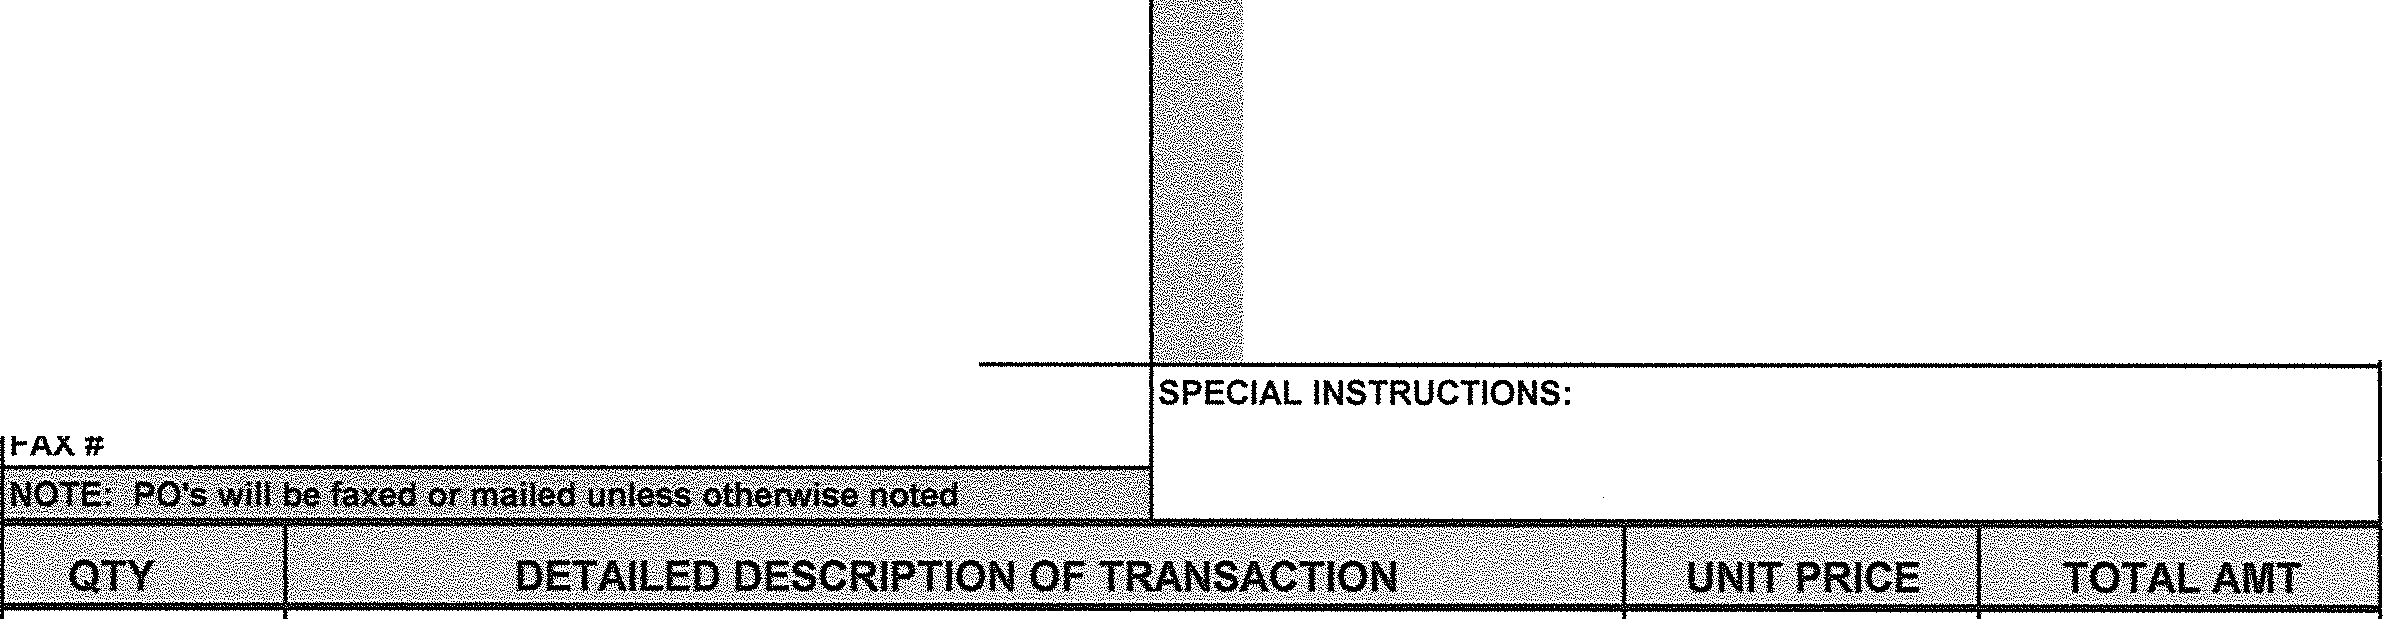 SPECIAL INSTRUCTIONS:
FAX #
NOTE: PO's will be faxed or mailed unless otherwise noted
QTY DETAILED DESCRIPTION OF TRANSACTION UNIT PRICE TOTAL AMT